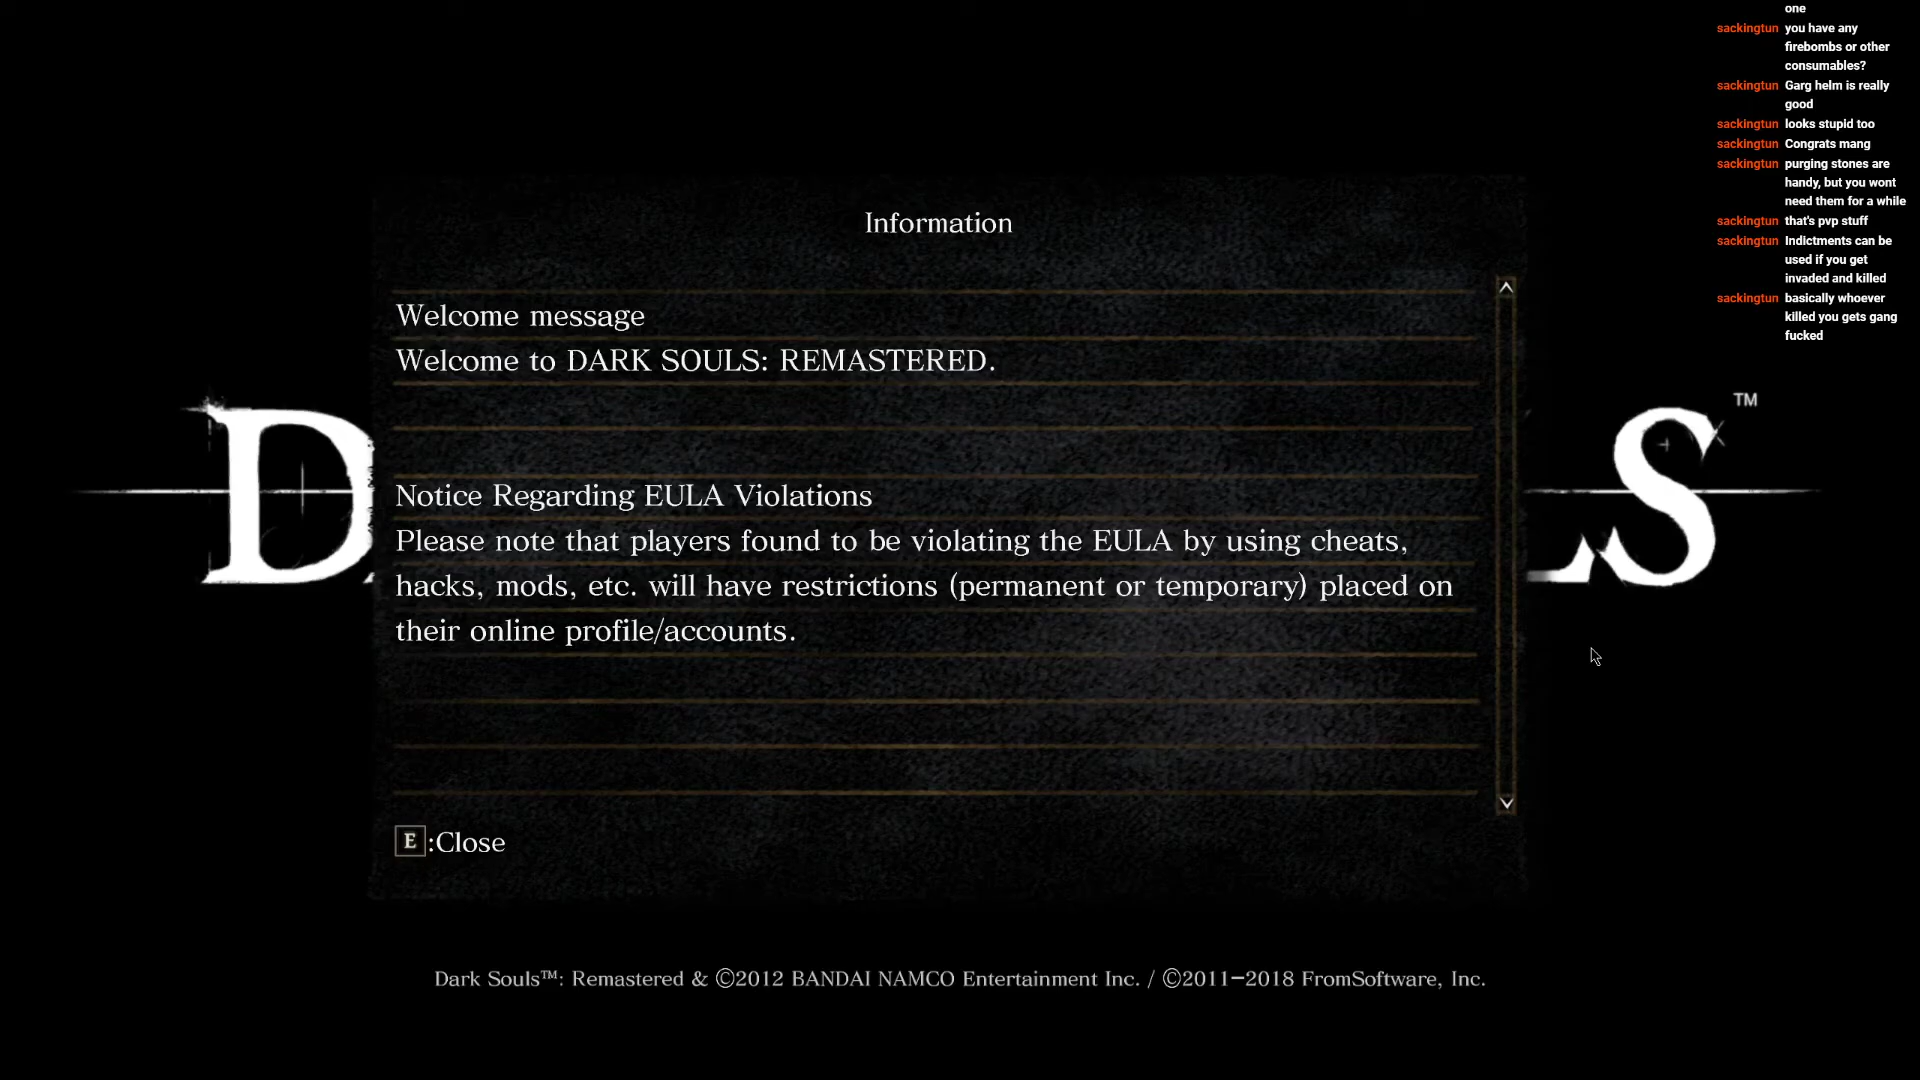 one
sackingtun you have any
firebombs or other
consumables?
sackingtun Garg helm is really
good
sackingtun looks stupid too
sackingtun Congrats mang
sackingtun purging stones are
handy, but you wont
need them for a while
sackingtun that's pvp stuff
sackingtun Indictments can be
used if you get
invaded and killed
sackingtun basically whoever
killed you gets gang
fucked
Information
Welcome message
Welcome to DARK SOULS: REMASTERED.
D
LS
TM
Notice Regarding EULA Violations
Please note that players found to be violating the EULA by using cheats,
hacks, mods, etc. will have restrictions (permanent or temporary) placed on
their online profile/accounts.
E:Close
Dark Souls™: Remastered & ©2012 BANDAI NAMCO Entertainment Inc. / ©2011-2018 FromSoftware, Inc.